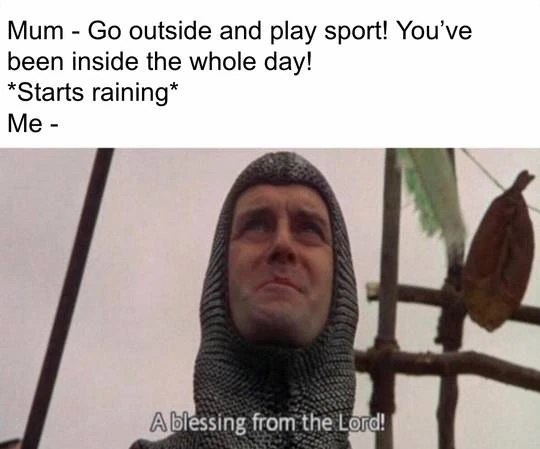 Mum - Go outside and play sport! You’ve
been inside the whole day!
*Starts raining*
Me -
A blessing from the Lord!